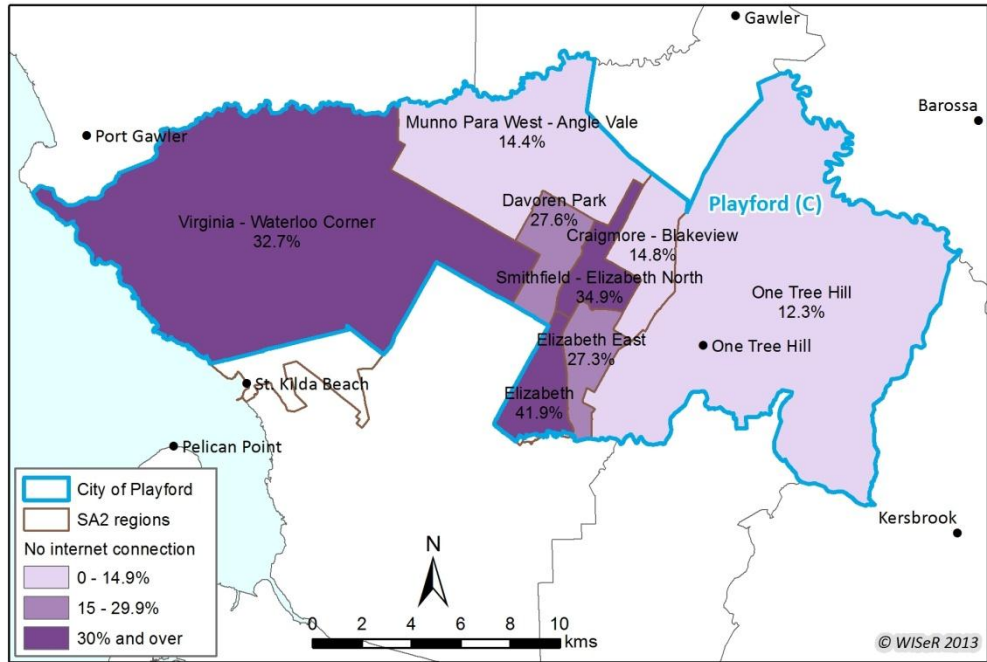 Gawler
Barossa
Port Gawler
Munno Para West - Angle Vale
14.4%
Davoren Park
27.6%
Playford (C)
Virginia - Waterloo Corner
32.7%
Craigmore - Blakeview
14.8%
Smithfield - Elizabeth North
34.9%
One Tree Hill
12.3%
Elizabeth East
27.3%
One Tree Hill
St. Kilda Beach
Elizabeth
41.9%
Pelican Point
Kersbrook
City of Playford
SA2 regions
No internet connection
0 - 14.9%
15 - 29.9%
30% and over
N
0 2 4 6 8 10
kms
© WISeR 2013